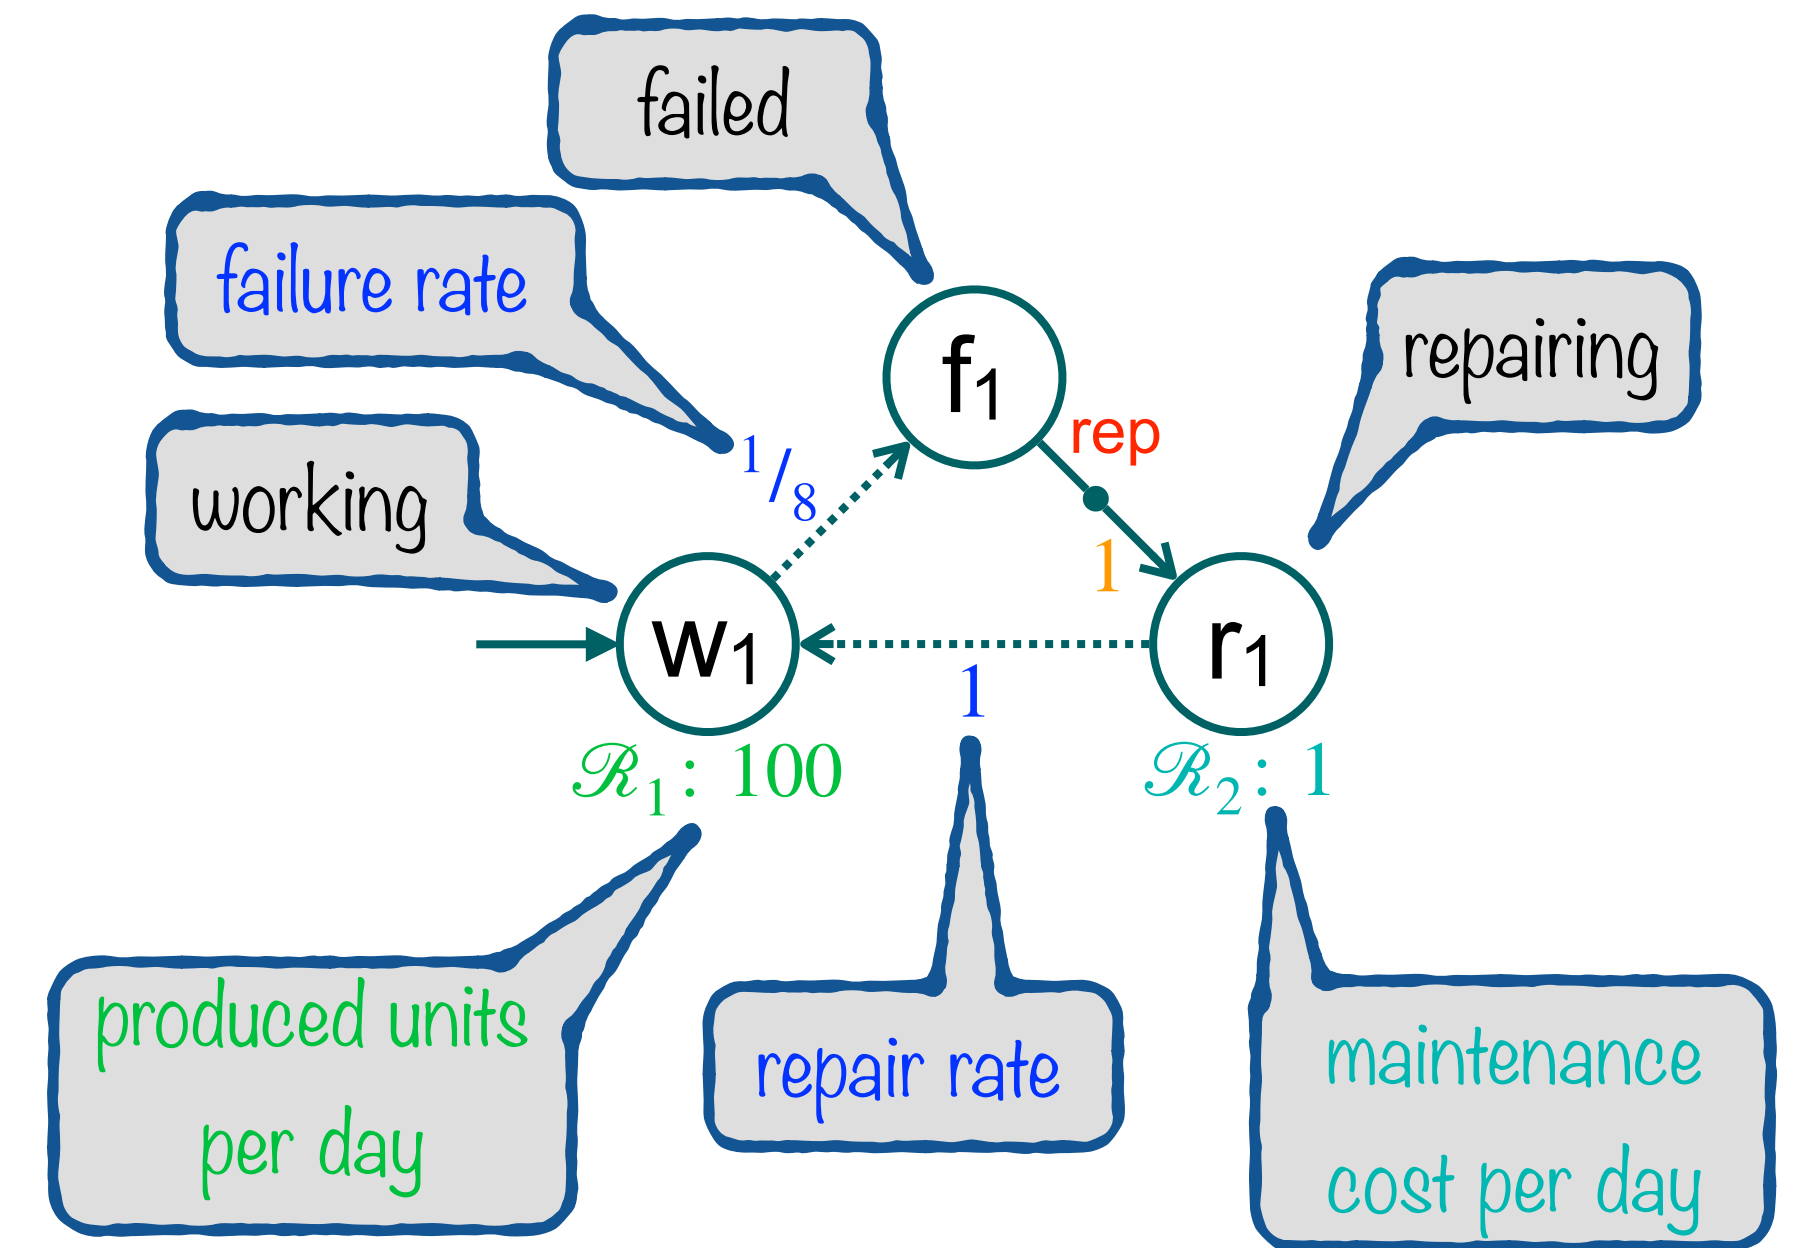 failed
failure rate
repairing
f₁
rep
¹/₈
working
1
w₁
r₁
1
ℛ₁: 100
ℛ₂: 1
produced units
per day
repair rate
maintenance
cost per day